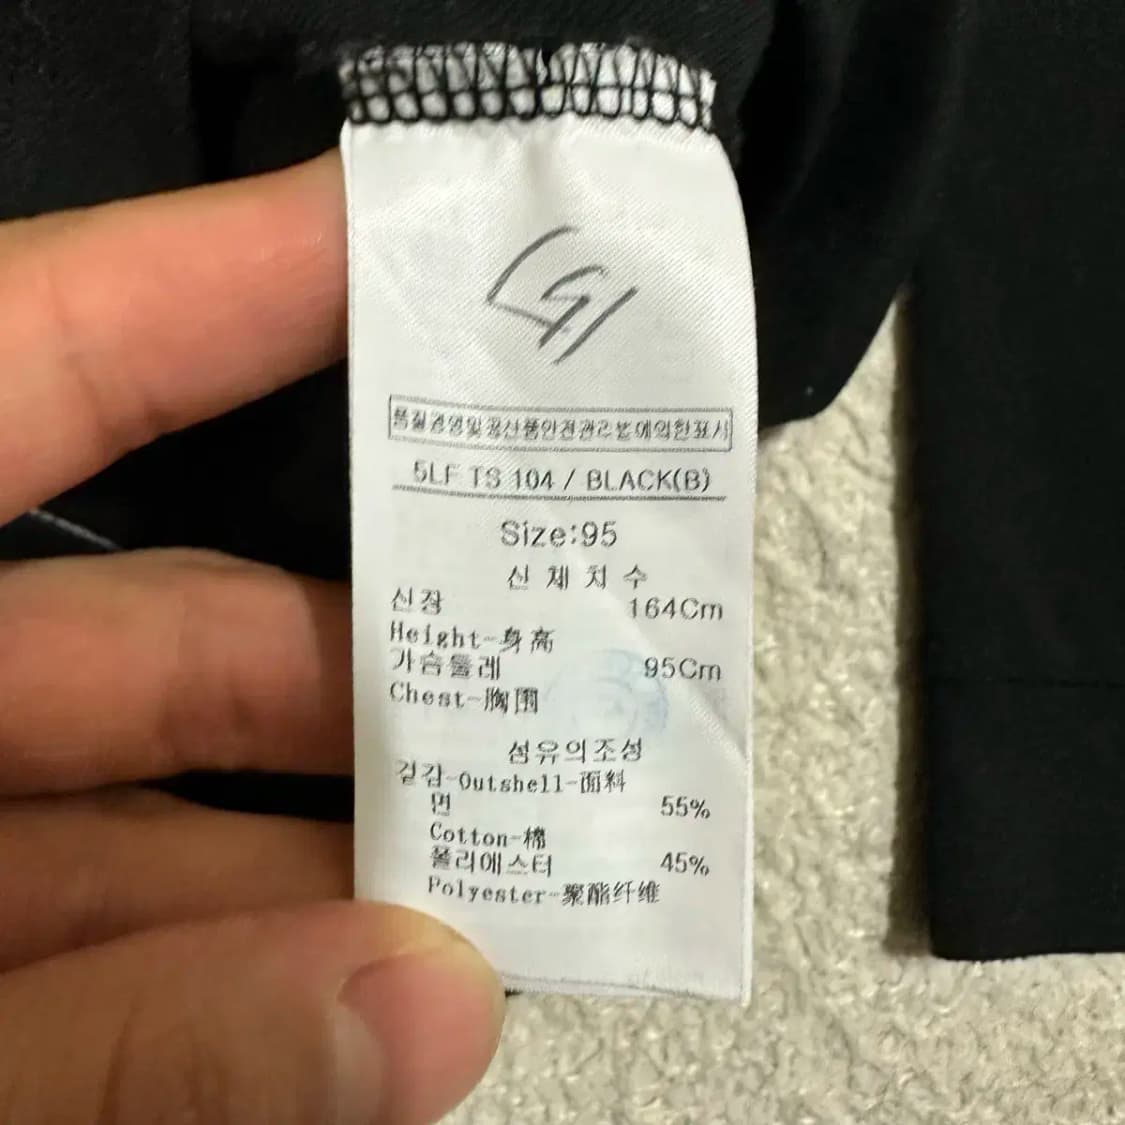 품질경영및공산품안전관리법에의한표시
5LF TS 104 / BLACK(B)
Size:95
신 체 치 수
신장 164Cm
Height-身高
가슴둘레 95Cm
Chest-胸围
섬유의조성
겉감-Outshell-面料
면 55%
Cotton-棉
폴리에스터 45%
Polyester-聚酯纤维